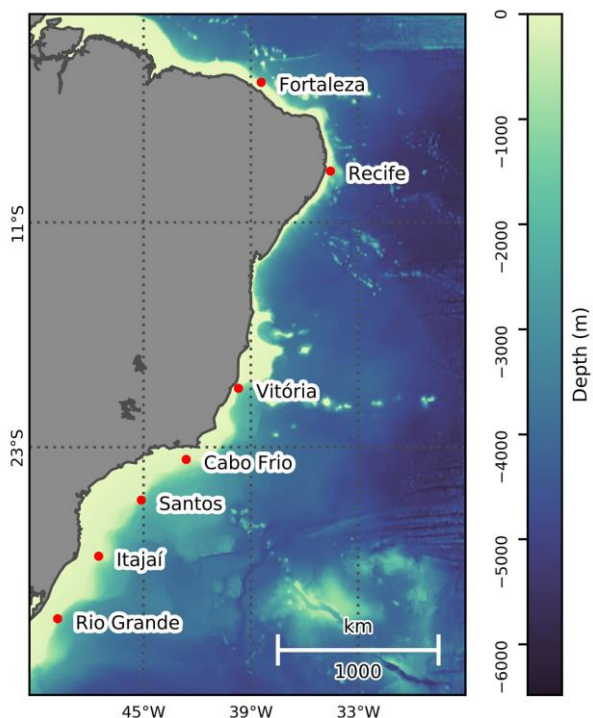 Fortaleza
Recife
11°S
Vitória
23°S
Cabo Frio
Santos
Itajaí
Rio Grande
km
1000
45°W
39°W
33°W
0
−1000
−2000
−3000
−4000
−5000
−6000
Depth (m)